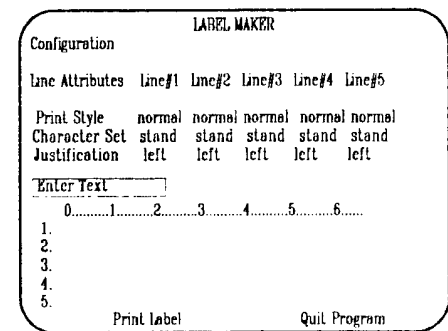 LABEL MAKER
Configuration
Line Attributes Line#1 Line#2 Line#3 Line#4 Line#5
Print Style normal normal normal normal normal
Character Set stand stand stand stand stand
Justification left left left left left
Enter Text
0.........1.........2.........3.........4.........5.........6.....
1.
2.
3.
4.
5.
Print Label Quit Program